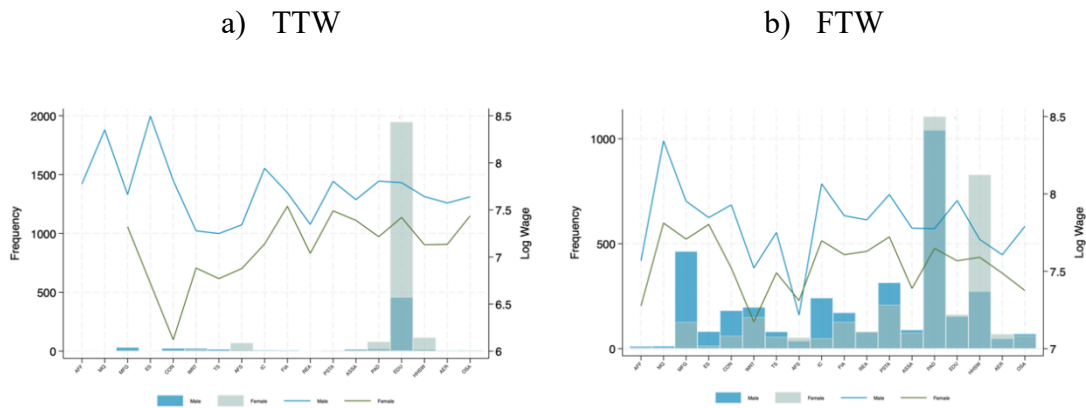 a) TTW
b) FTW
2000
1500
1000
500
0
Frequency
8.5
8
7.5
7
6.5
6
Log Wage
AFF MQ MFG ES CON WRT TS AFS IC FIA REA PSTA ASSA PAD EDU HHSW AER OSA
Male Female Male Female
1000
500
0
Frequency
8.5
8
7.5
7
Log Wage
AFF MQ MFG ES CON WRT TS AFS IC FIA REA PSTA ASSA PAD EDU HHSW AER OSA
Male Female Male Female